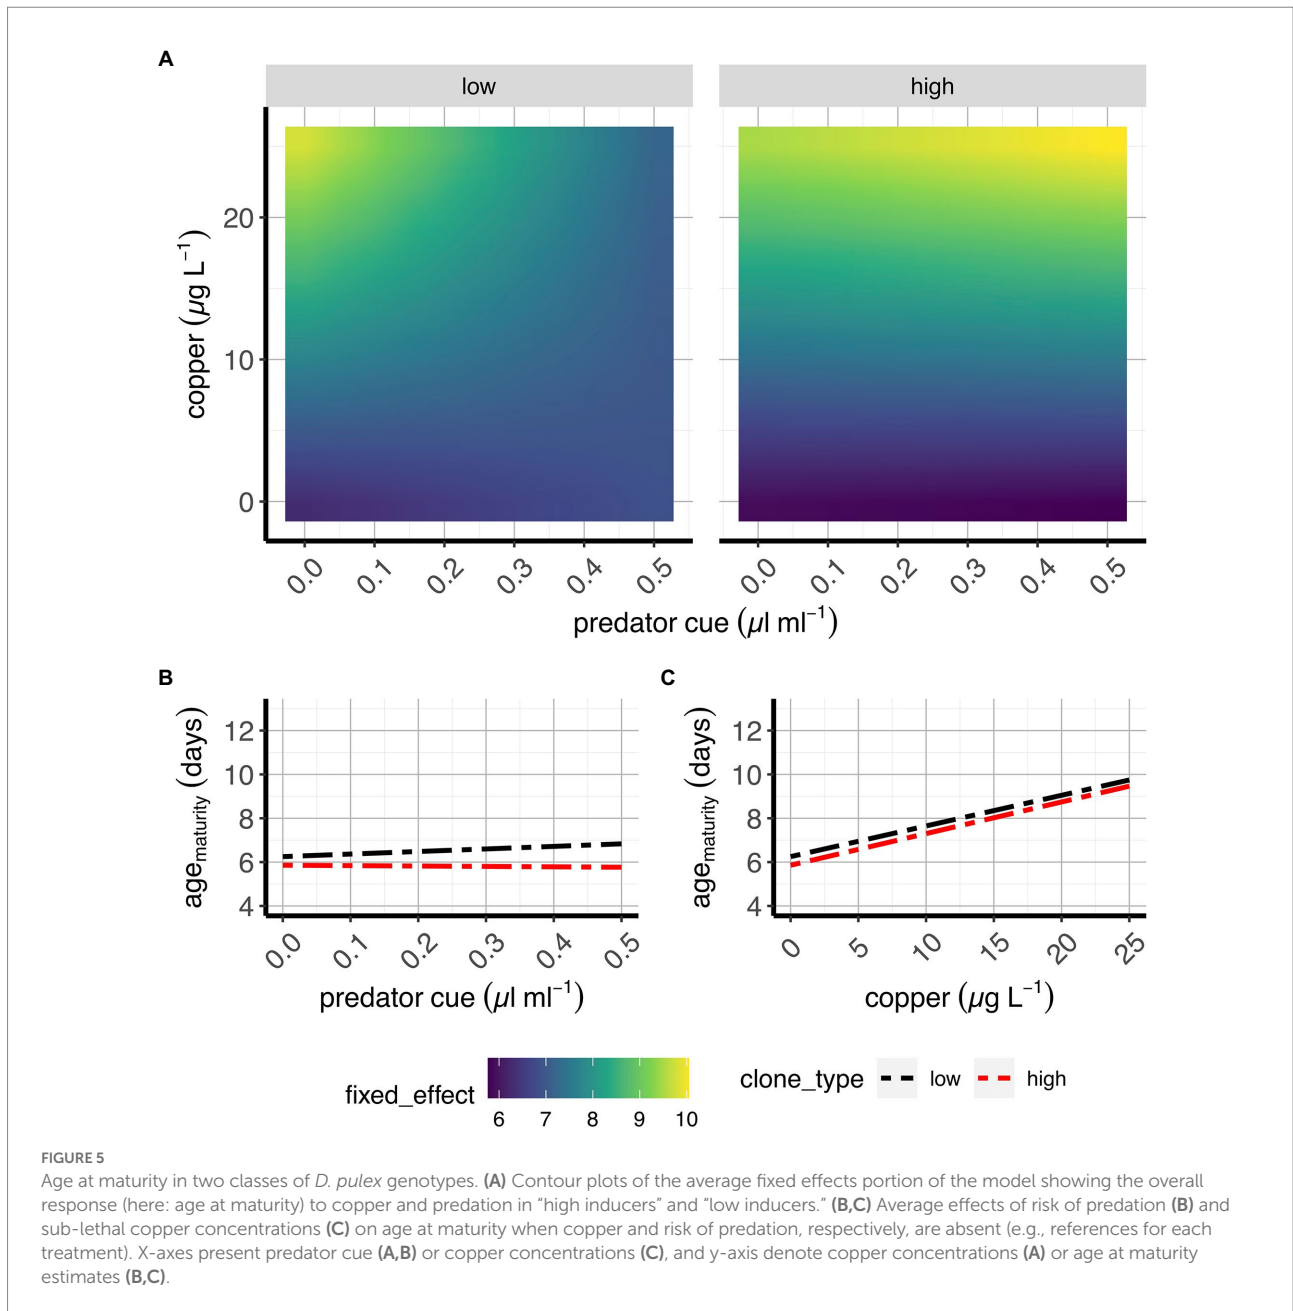 A
low
high
copper (µg L⁻¹)
20
10
0
0.0 0.1 0.2 0.3 0.4 0.5
0.0 0.1 0.2 0.3 0.4 0.5
predator cue (µl ml⁻¹)
B
age_maturity (days)
12
10
8
6
4
0.0 0.1 0.2 0.3 0.4 0.5
predator cue (µl ml⁻¹)
C
age_maturity (days)
12
10
8
6
4
0 5 10 15 20 25
copper (µg L⁻¹)
fixed_effect
6 7 8 9 10
clone_type low high
FIGURE 5
Age at maturity in two classes of D. pulex genotypes. (A) Contour plots of the average fixed effects portion of the model showing the overall
response (here: age at maturity) to copper and predation in “high inducers” and “low inducers.” (B,C) Average effects of risk of predation (B) and
sub-lethal copper concentrations (C) on age at maturity when copper and risk of predation, respectively, are absent (e.g., references for each
treatment). X-axes present predator cue (A,B) or copper concentrations (C), and y-axis denote copper concentrations (A) or age at maturity
estimates (B,C).